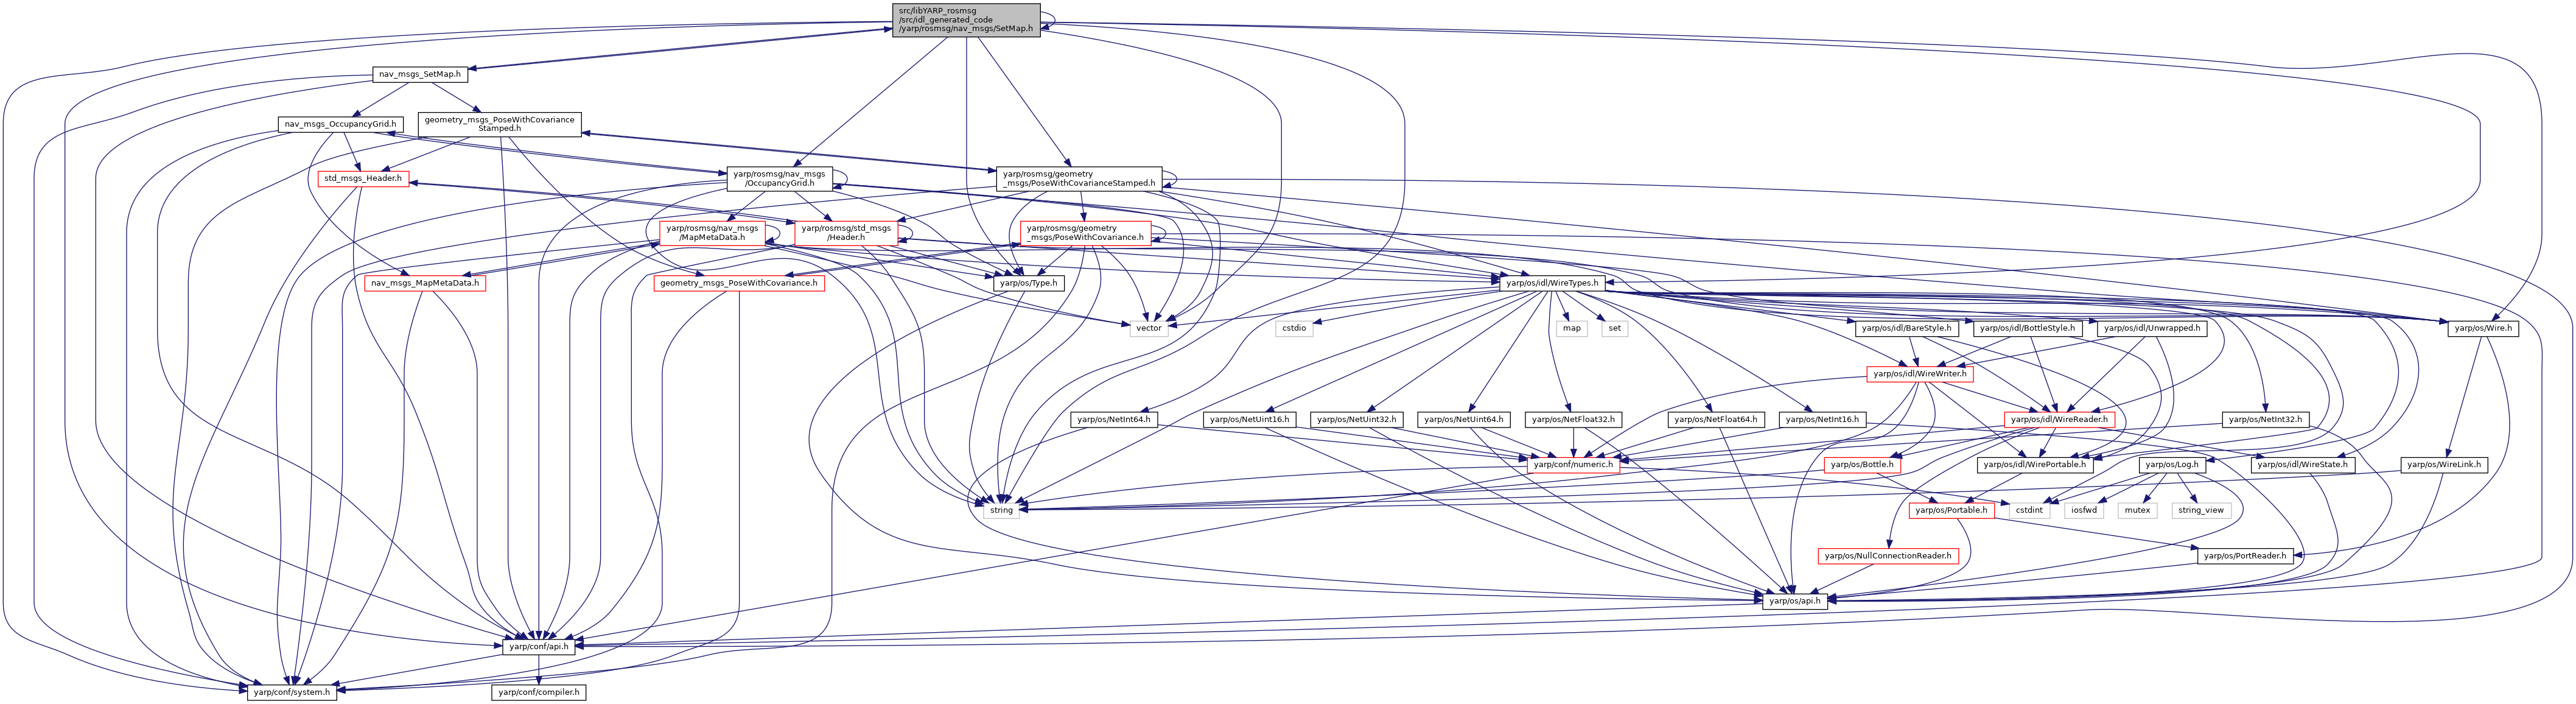 src/libYARP_rosmsg
/src/idl_generated_code
/yarp/rosmsg/nav_msgs/SetMap.h
nav_msgs_SetMap.h
nav_msgs_OccupancyGrid.h
geometry_msgs_PoseWithCovariance
Stamped.h
std_msgs_Header.h
yarp/rosmsg/nav_msgs
/OccupancyGrid.h
yarp/rosmsg/geometry
_msgs/PoseWithCovarianceStamped.h
yarp/rosmsg/nav_msgs
/MapMetaData.h
yarp/rosmsg/std_msgs
/Header.h
yarp/rosmsg/geometry
_msgs/PoseWithCovariance.h
nav_msgs_MapMetaData.h
geometry_msgs_PoseWithCovariance.h
yarp/os/Type.h
yarp/os/idl/WireTypes.h
vector
cstdio
map
set
yarp/os/idl/BareStyle.h
yarp/os/idl/BottleStyle.h
yarp/os/idl/Unwrapped.h
yarp/os/Wire.h
yarp/os/idl/WireWriter.h
yarp/os/NetInt64.h
yarp/os/NetUint16.h
yarp/os/NetUint32.h
yarp/os/NetUint64.h
yarp/os/NetFloat32.h
yarp/os/NetFloat64.h
yarp/os/NetInt16.h
yarp/os/idl/WireReader.h
yarp/os/NetInt32.h
yarp/conf/numeric.h
yarp/os/Bottle.h
yarp/os/idl/WirePortable.h
yarp/os/Log.h
yarp/os/idl/WireState.h
yarp/os/WireLink.h
string
yarp/os/Portable.h
cstdint
iosfwd
mutex
string_view
yarp/os/NullConnectionReader.h
yarp/os/PortReader.h
yarp/os/api.h
yarp/conf/api.h
yarp/conf/system.h
yarp/conf/compiler.h